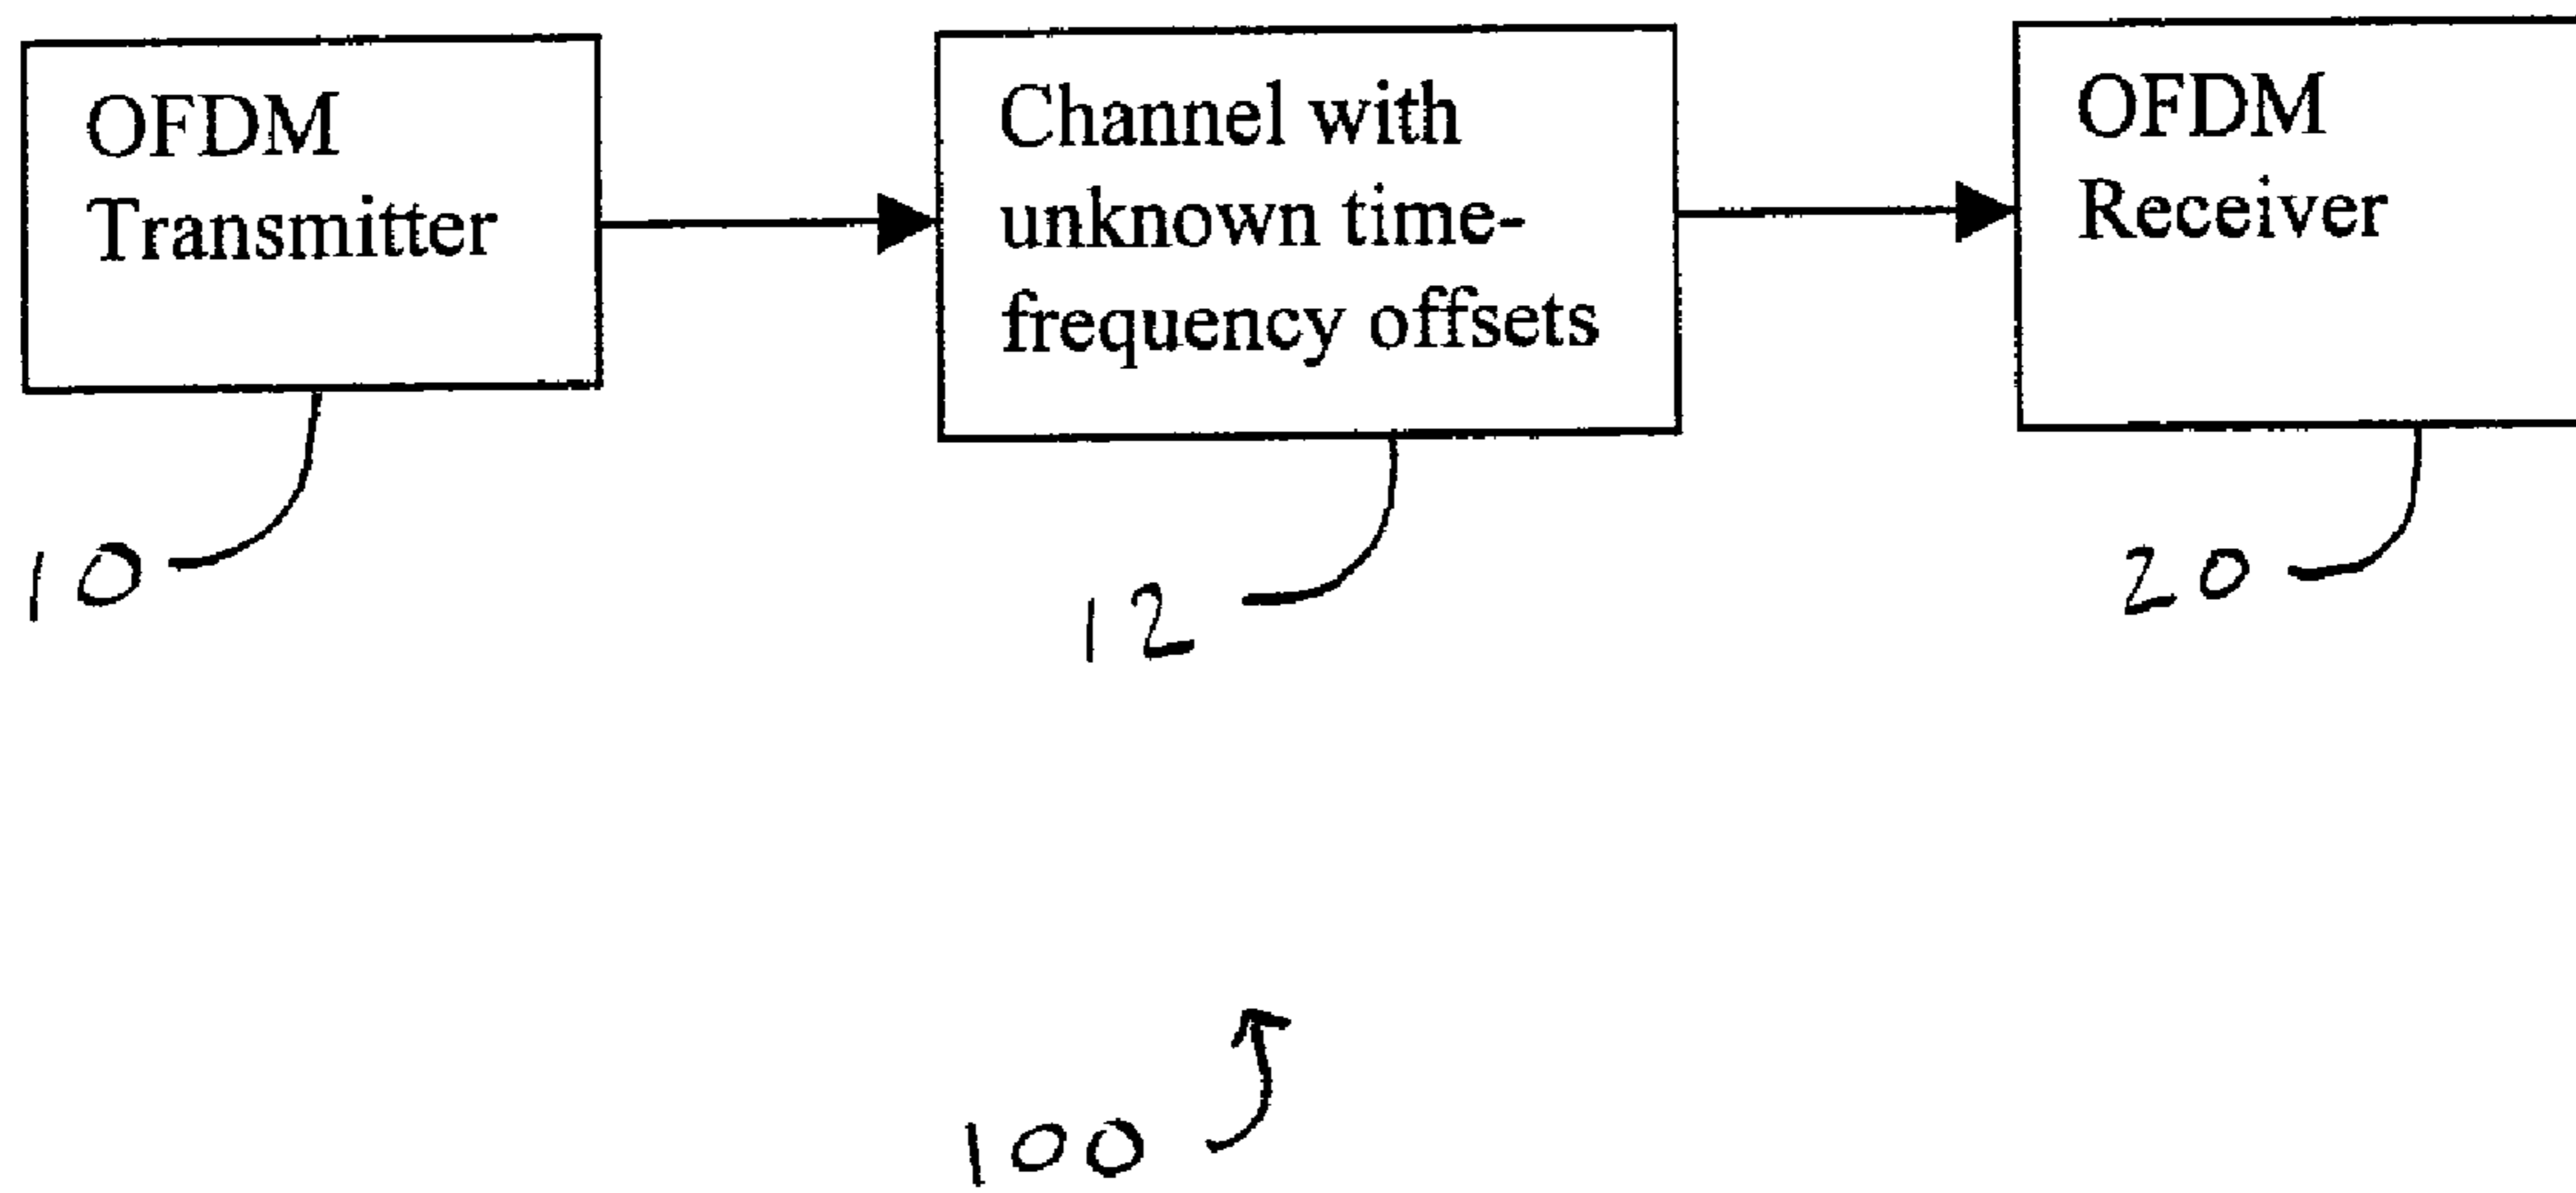 OFDM
Transmitter
Channel with
unknown time-
frequency offsets
OFDM
Receiver
10
12
20
100